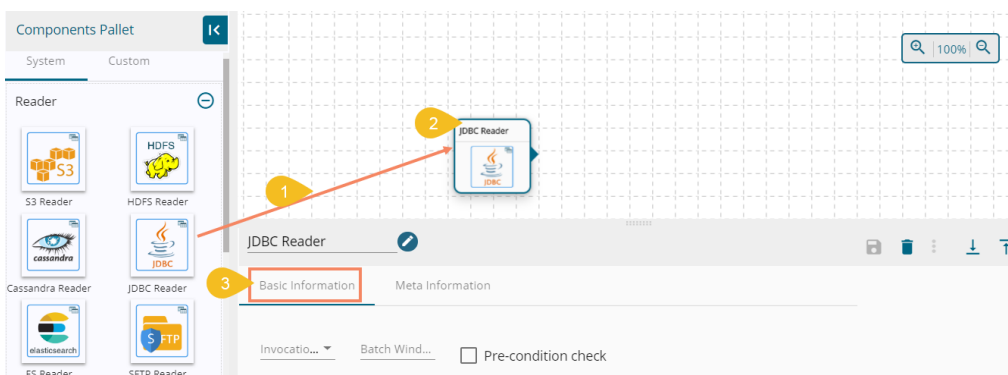 Components Pallet
System Custom
Reader
S3
HDFS
S3 Reader HDFS Reader
cassandra
JDBC
Cassandra Reader JDBC Reader
elasticsearch
SFTP
ES Reader SFTP Reader
100%
1
2
JDBC Reader
JDBC
JDBC Reader
3
Basic Information Meta Information
Invocatio... Batch Wind... Pre-condition check